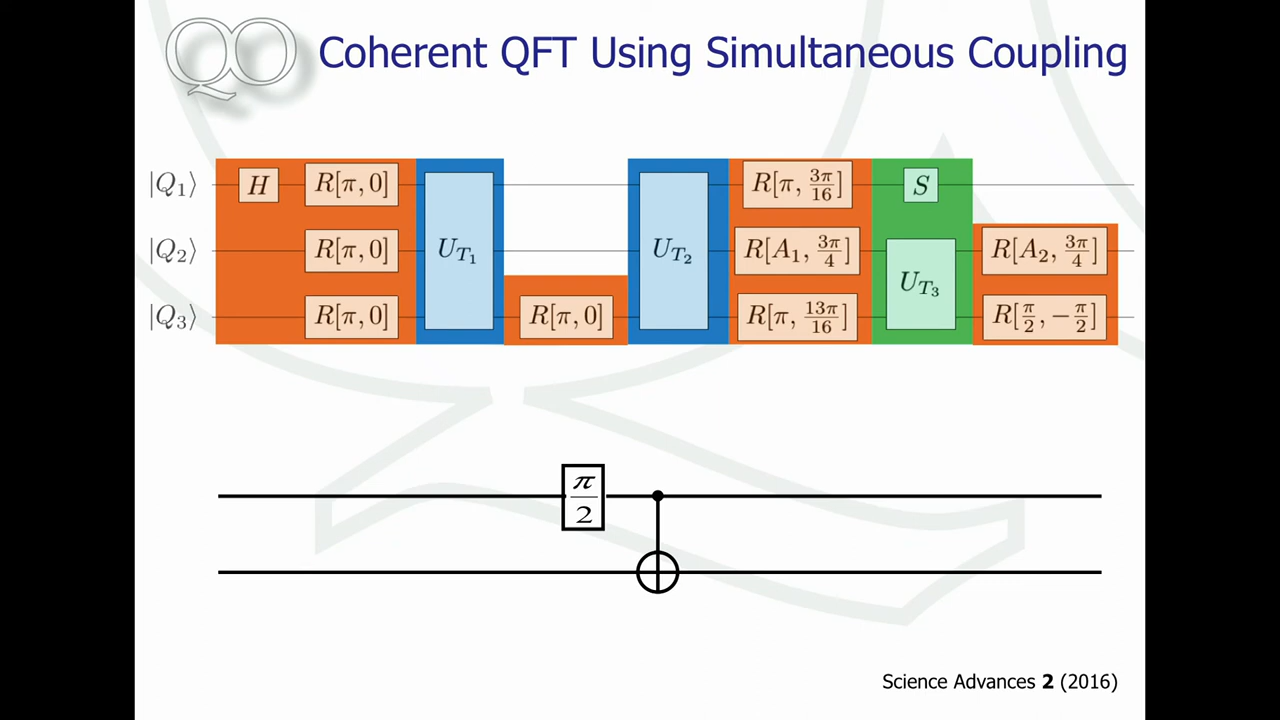 QO
Coherent QFT Using Simultaneous Coupling
|Q₁⟩ H R[π, 0] R[π, 3π/16] S
|Q₂⟩ R[π, 0] U_T₁ U_T₂ R[A₁, 3π/4] U_T₃ R[A₂, 3π/4]
|Q₃⟩ R[π, 0] R[π, 0] R[π, 13π/16] R[π/2, −π/2]
π/2
Science Advances 2 (2016)